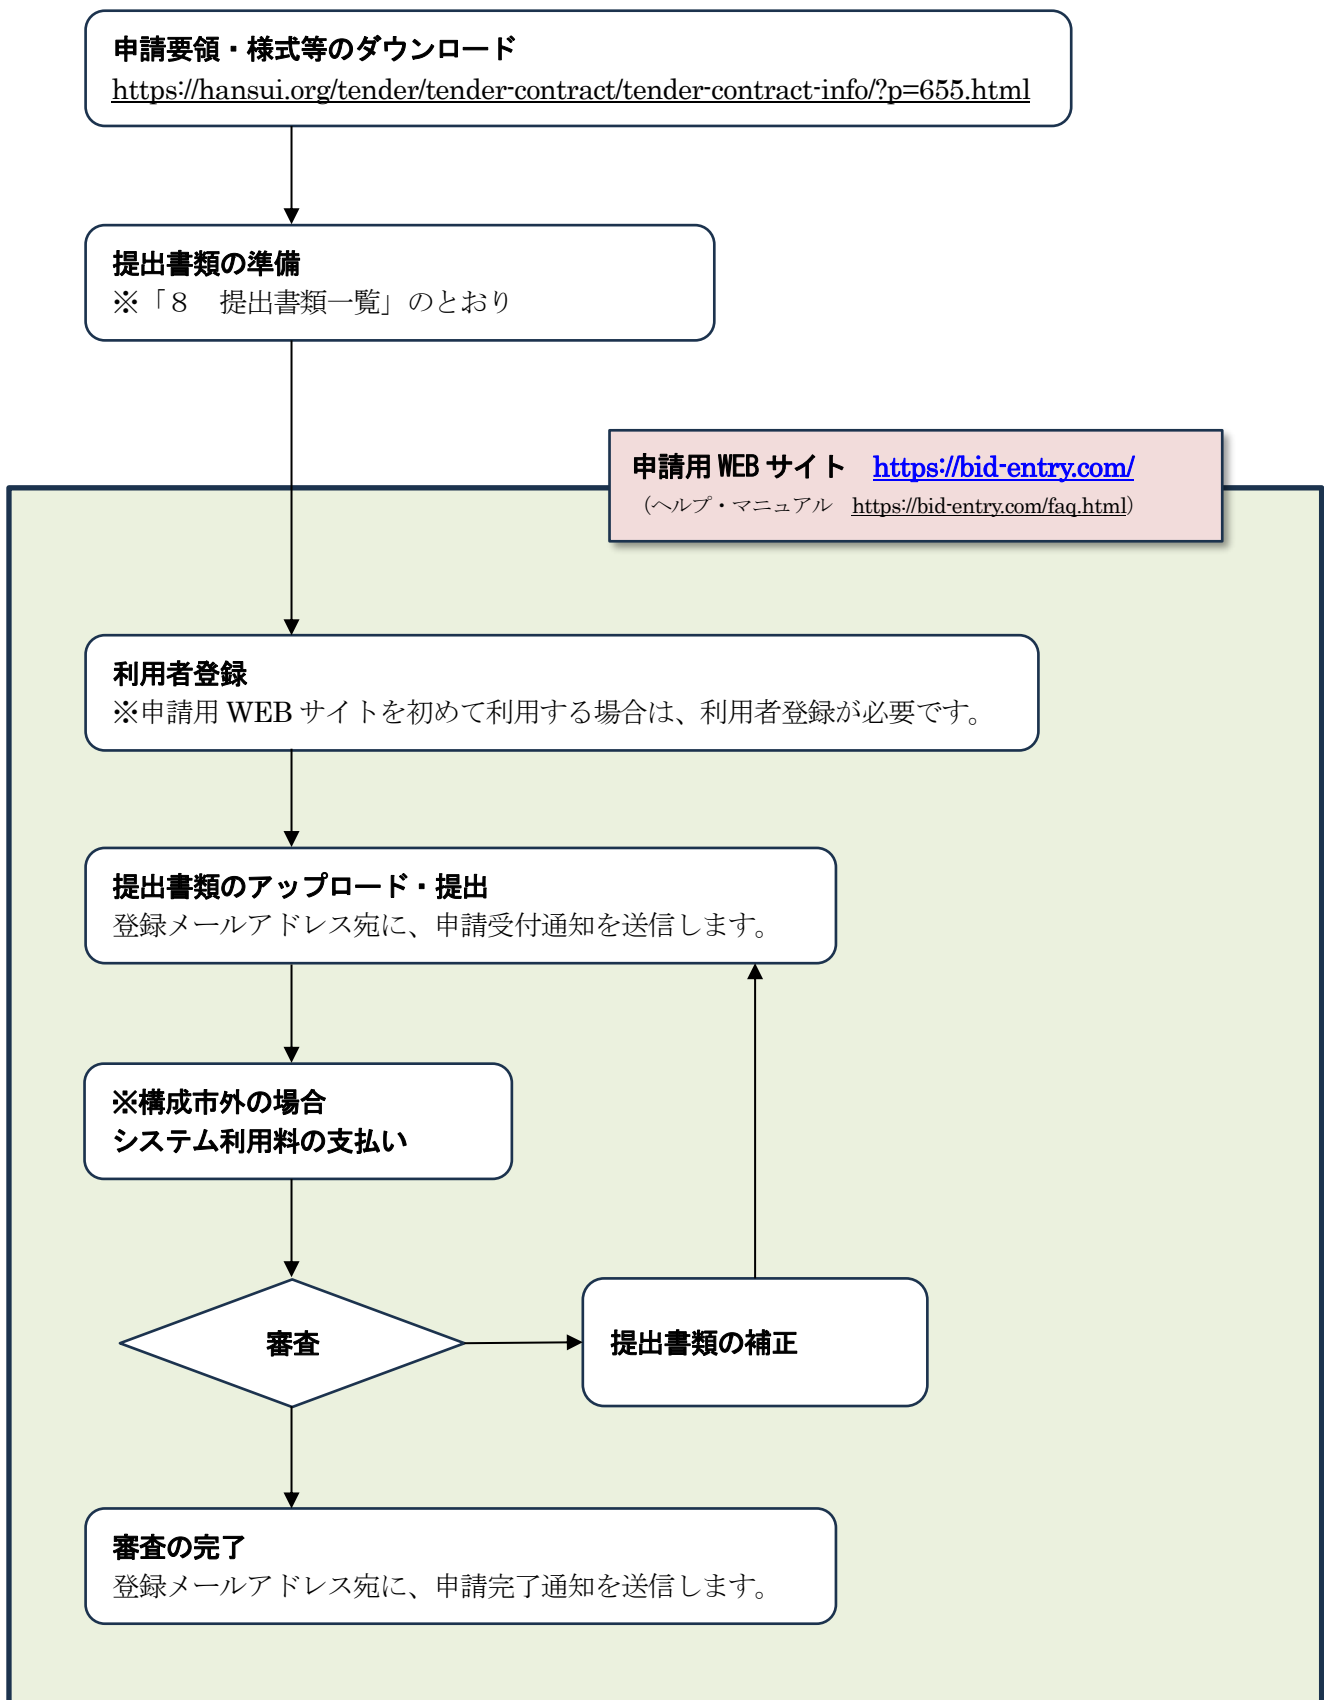 申請要領・様式等のダウンロード
https://hansui.org/tender/tender-contract/tender-contract-info/?p=655.html
提出書類の準備
※「８　提出書類一覧」のとおり
申請用 WEB サイト　https://bid-entry.com/
（ヘルプ・マニュアル　https://bid-entry.com/faq.html）
利用者登録
※申請用 WEB サイトを初めて利用する場合は、利用者登録が必要です。
提出書類のアップロード・提出
登録メールアドレス宛に、申請受付通知を送信します。
※構成市外の場合
システム利用料の支払い
審査
提出書類の補正
審査の完了
登録メールアドレス宛に、申請完了通知を送信します。